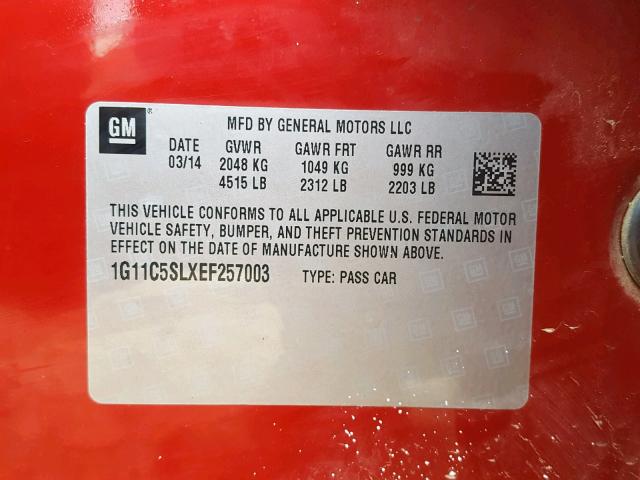 GM ®
MFD BY GENERAL MOTORS LLC
DATE GVWR GAWR FRT GAWR RR
03/14 2048 KG 1049 KG 999 KG
4515 LB 2312 LB 2203 LB
THIS VEHICLE CONFORMS TO ALL APPLICABLE U.S. FEDERAL MOTOR
VEHICLE SAFETY, BUMPER, AND THEFT PREVENTION STANDARDS IN
EFFECT ON THE DATE OF MANUFACTURE SHOWN ABOVE.
1G11C5SLXEF257003 TYPE: PASS CAR